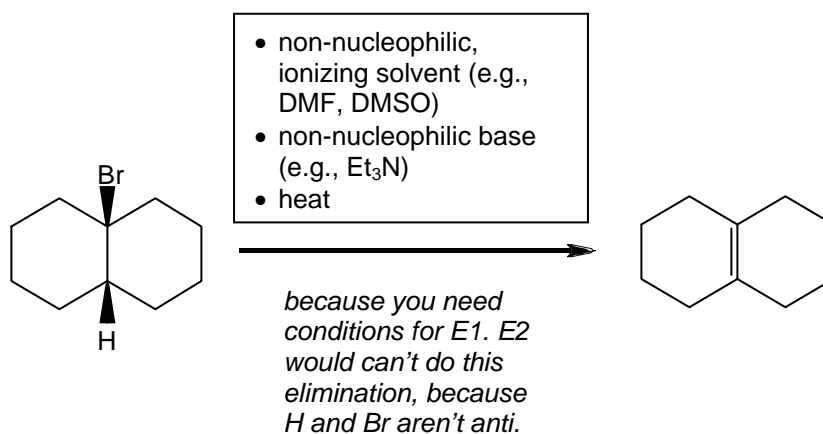 • non-nucleophilic,
ionizing solvent (e.g.,
DMF, DMSO)
• non-nucleophilic base
(e.g., Et₃N)
• heat
Br
H
because you need
conditions for E1. E2
would can't do this
elimination, because
H and Br aren't anti.